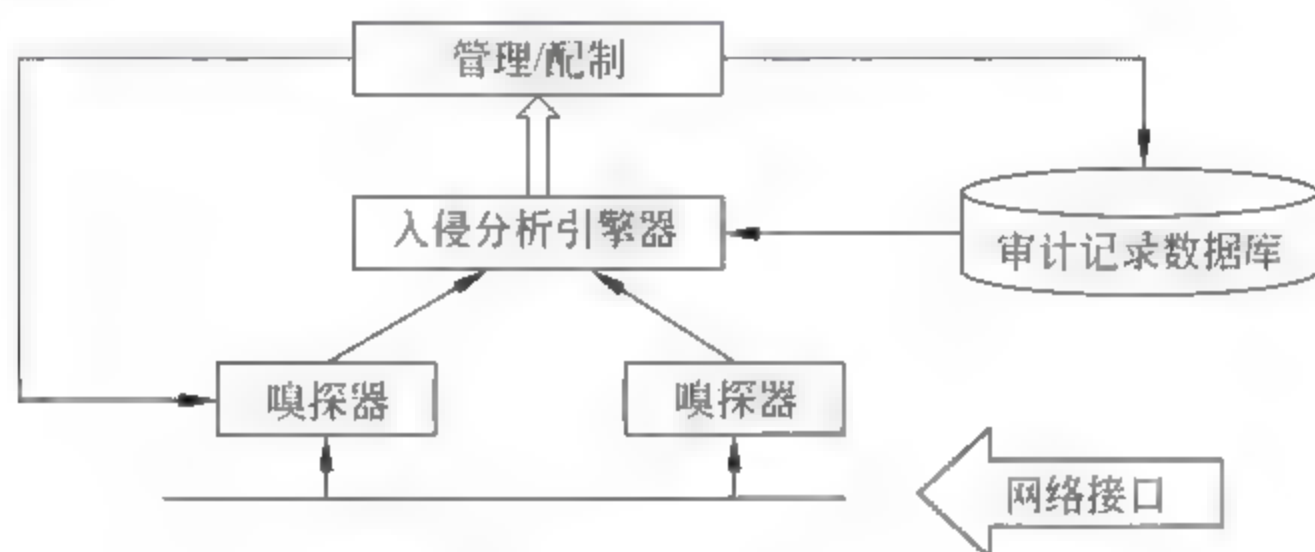 管理/配制
入侵分析引擎器
审计记录数据库
嗅探器
嗅探器
网络接口